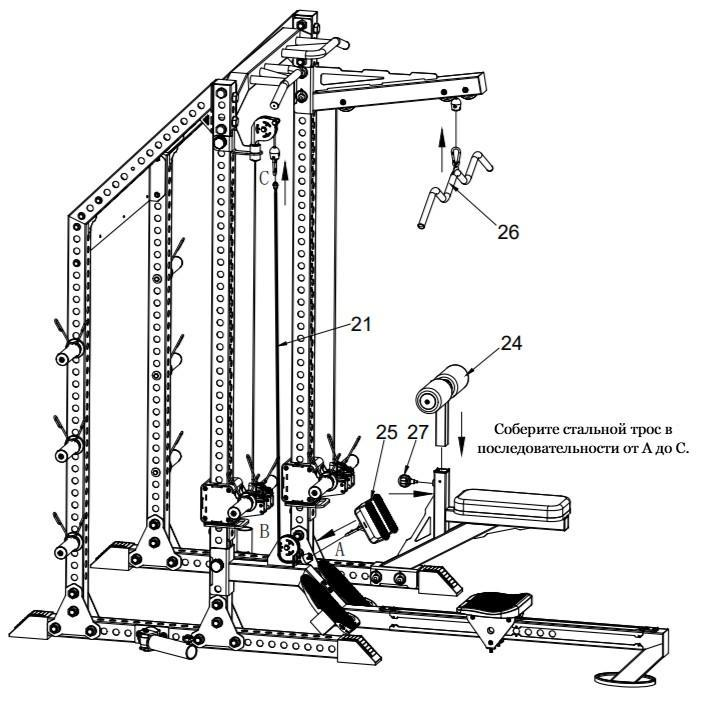 C
26
21
24
Соберите стальной трос в
последовательности от А до С.
25
27
B
A